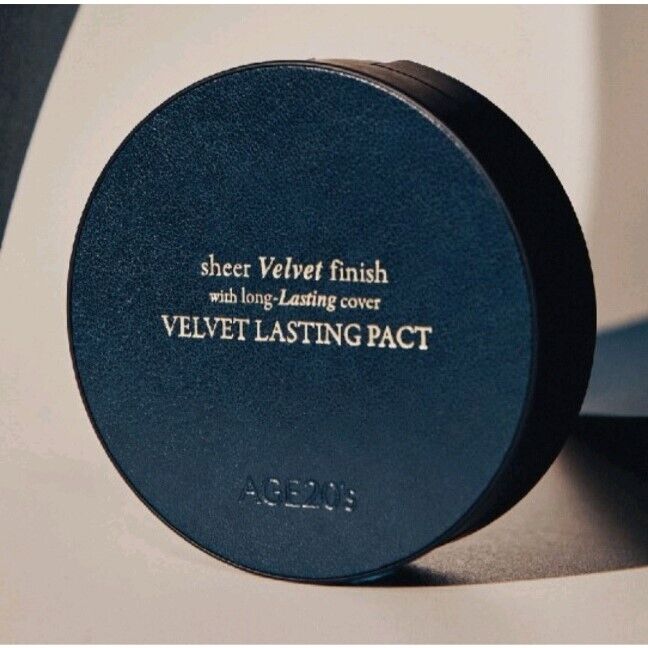 sheer Velvet finish
with long-Lasting cover
VELVET LASTING PACT
AGE20's